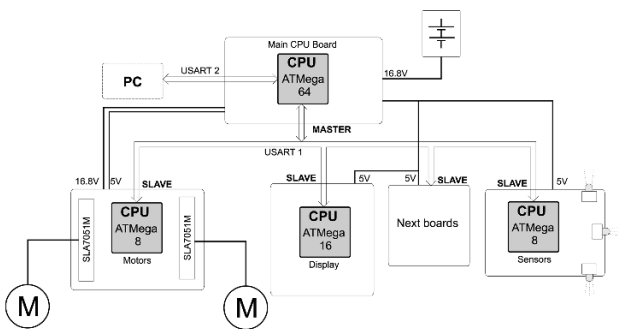 Main CPU Board
CPU
ATMega
64
PC
USART 2
16.8V
MASTER
USART 1
16.8V
5V
SLAVE
SLAVE
5V
5V
SLAVE
SLAVE
5V
SLA7051M
CPU
ATMega
8
Motors
SLA7051M
CPU
ATMega
16
Display
Next boards
CPU
ATMega
8
Sensors
M
M